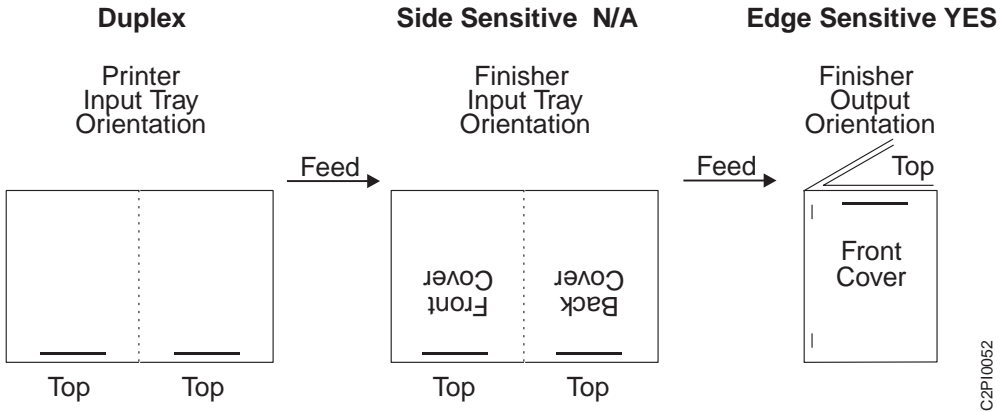 Duplex
Side Sensitive N/A
Edge Sensitive YES
Printer
Input Tray
Orientation
Finisher
Input Tray
Orientation
Finisher
Output
Orientation
Feed
Feed
Top
Front
Cover
Back
Cover
Front
Cover
Top
Top
Top
Top
C2PI0052